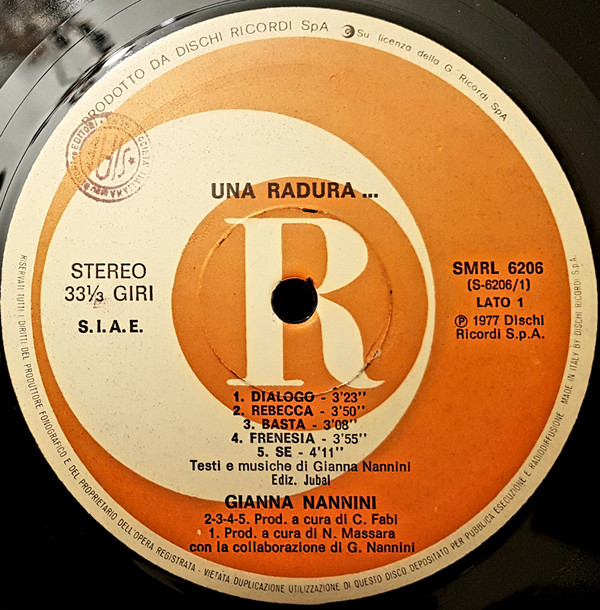 PRODOTTO DA DISCHI RICORDI SpA
Su licenza della G. Ricordi SpA
UNA RADURA...
R
STEREO
33⅓ GIRI
S.I.A.E.
SMRL 6206
(S-6206/1)
LATO 1
Ⓟ 1977 Dischi
Ricordi S.p.A.
1. DIALOGO - 3'23''
2. REBECCA - 3'50''
3. BASTA - 3'08''
4. FRENESIA - 3'55''
5. SE - 4'11''
Testi e musiche di Gianna Nannini
Ediz. Jubal
GIANNA NANNINI
2-3-4-5. Prod. a cura di C. Fabi
1. Prod. a cura di N. Massara
con la collaborazione di G. Nannini
RISERVATI TUTTI I DIRITTI DEL PRODUTTORE FONOGRAFICO E DEL PROPRIETARIO DELL'OPERA REGISTRATA - VIETATA DUPLICAZIONE UTILIZZAZIONE DI QUESTO DISCO DEPOSITATO PER PUBBLICA ESECUZIONE E RADIODIFFUSIONE - MADE IN ITALY BY DISCHI RICORDI S.p.A.
SOCIETÀ ITALIANA
EDITORI